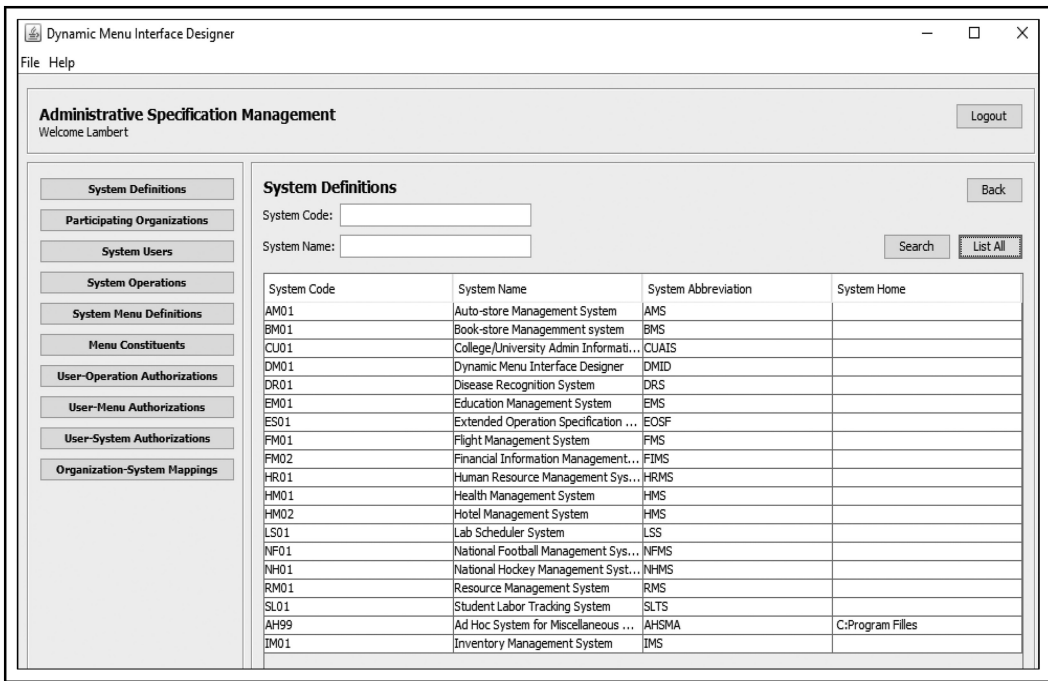 Dynamic Menu Interface Designer
File Help
Administrative Specification Management
Welcome Lambert
Logout
System Definitions
Participating Organizations
System Users
System Operations
System Menu Definitions
Menu Constituents
User-Operation Authorizations
User-Menu Authorizations
User-System Authorizations
Organization-System Mappings
System Definitions
Back
System Code:
System Name:
Search List All
System Code System Name System Abbreviation System Home
AM01 Auto-store Management System AMS
BM01 Book-store Managemment system BMS
CU01 College/University Admin Informati... CUAIS
DM01 Dynamic Menu Interface Designer DMID
DR01 Disease Recognition System DRS
EM01 Education Management System EMS
ES01 Extended Operation Specification ... EOSF
FM01 Flight Management System FMS
FM02 Financial Information Management... FIMS
HR01 Human Resource Management Sys... HRMS
HM01 Health Management System HMS
HM02 Hotel Management System HMS
LS01 Lab Scheduler System LSS
NF01 National Football Management Sys... NFMS
NH01 National Hockey Management Syst... NHMS
RM01 Resource Management System RMS
SL01 Student Labor Tracking System SLTS
AH99 Ad Hoc System for Miscellaneous ... AHSMA C:Program Filles
IM01 Inventory Management System IMS